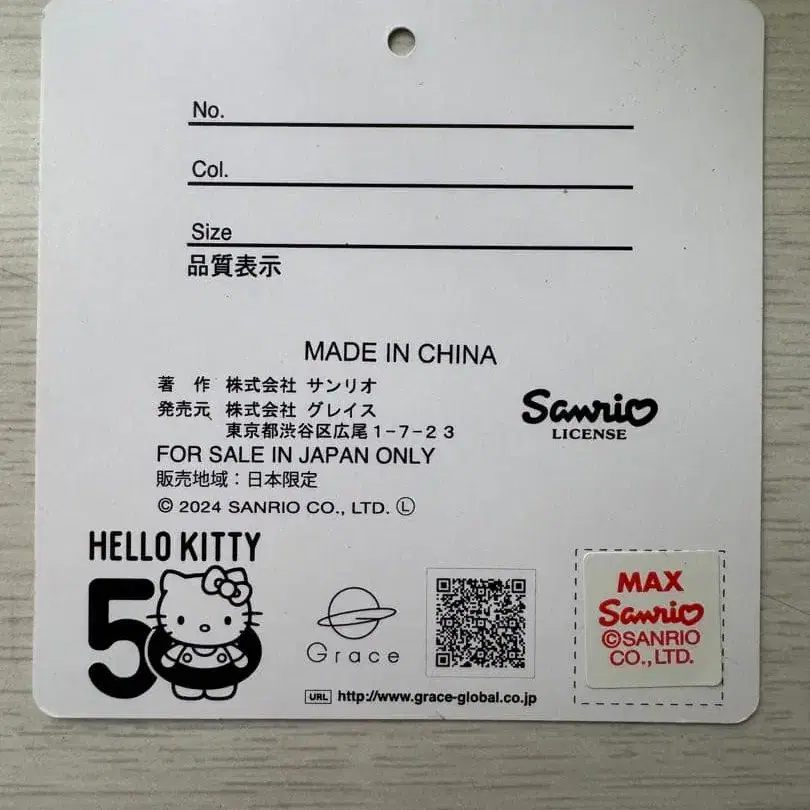 No.
Col.
Size
品質表示
MADE IN CHINA
著　作　株式会社 サンリオ
発売元　株式会社 グレイス
東京都渋谷区広尾1-7-23
FOR SALE IN JAPAN ONLY
販売地域：日本限定
© 2024 SANRIO CO., LTD. Ⓛ
Sanrio
LICENSE
HELLO KITTY
50
Grace
URL http://www.grace-global.co.jp
MAX
Sanrio
©SANRIO
CO.,LTD.